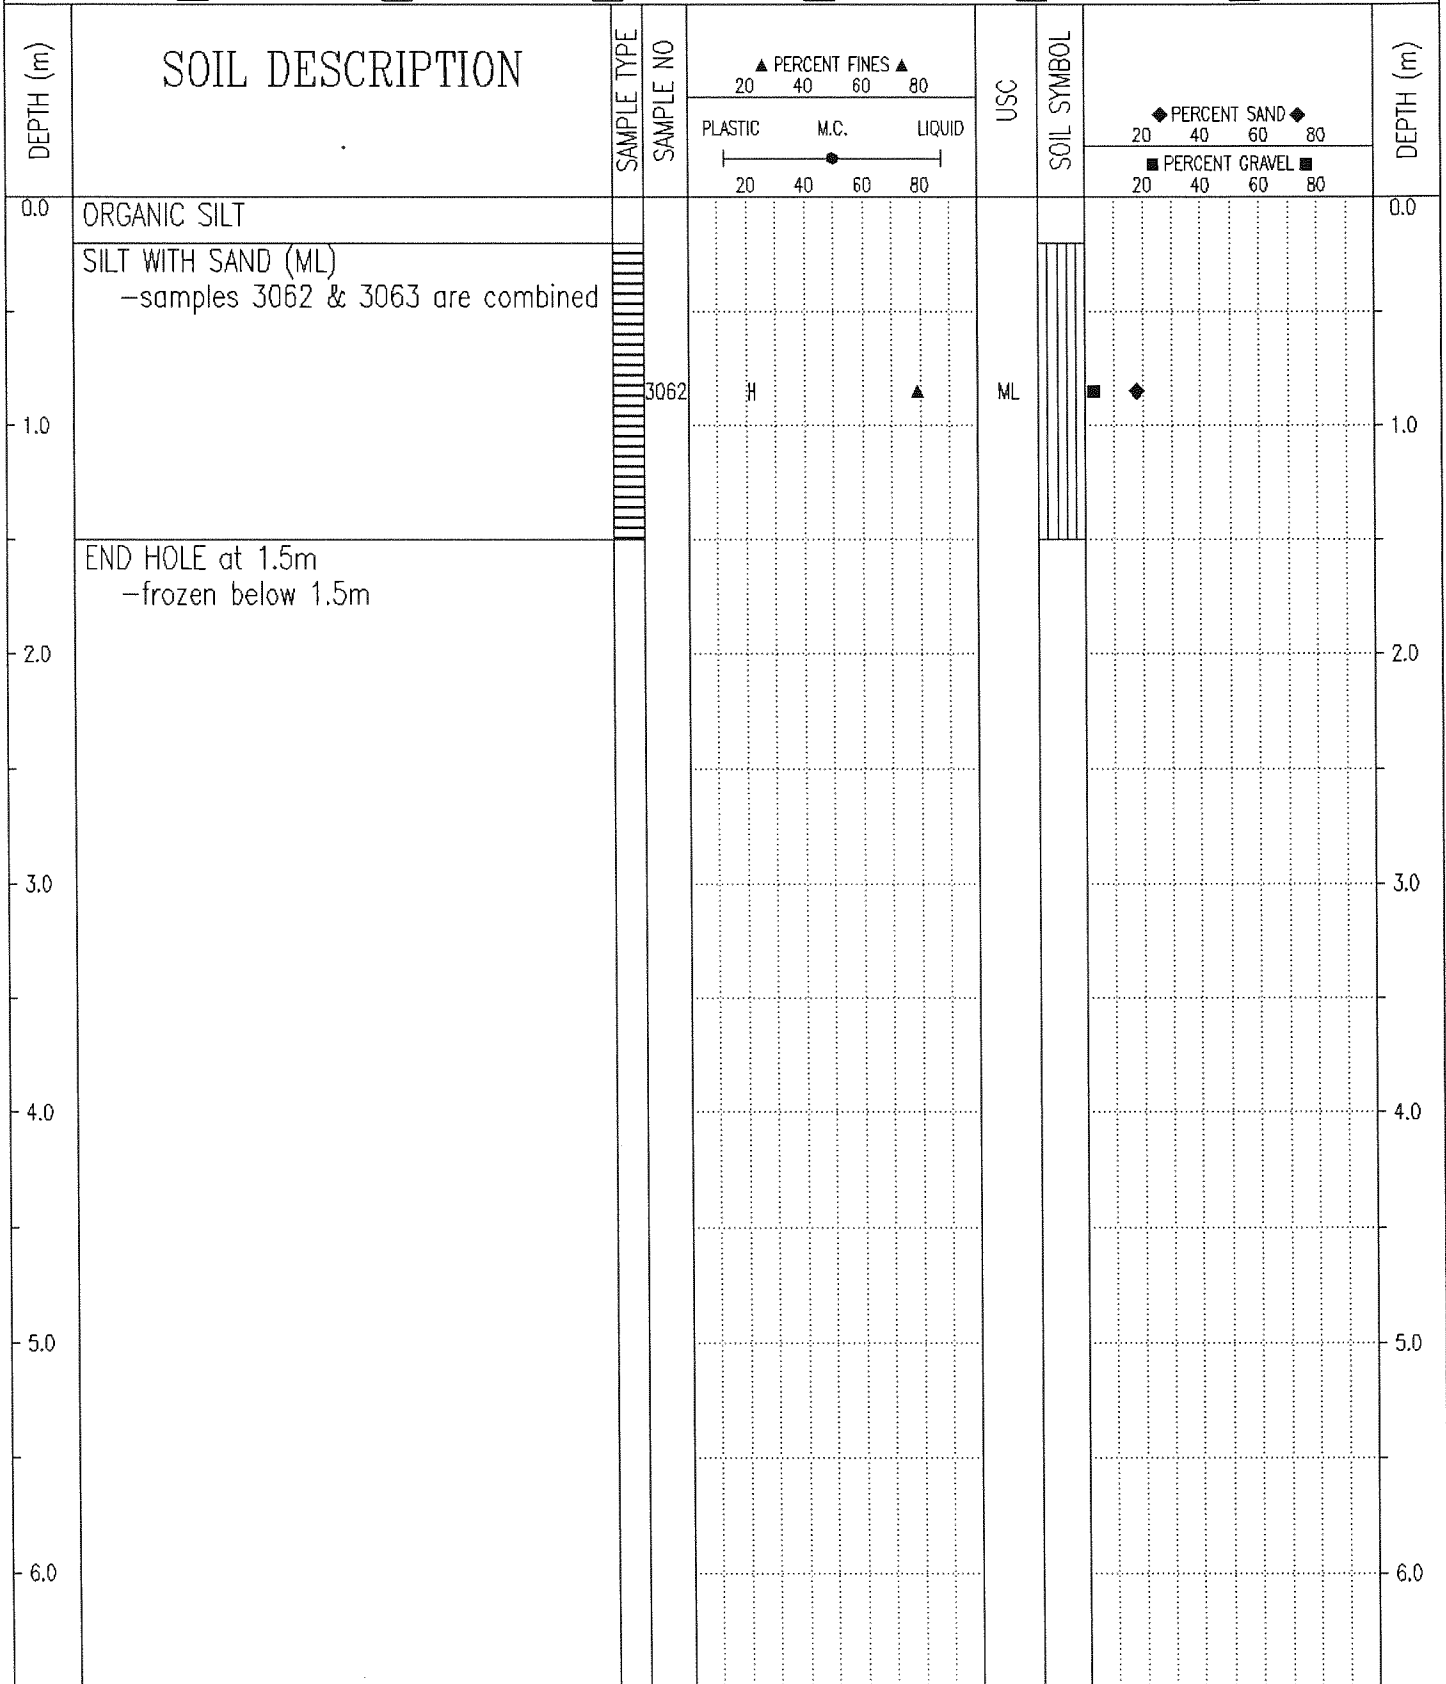 DEPTH (m)
SOIL DESCRIPTION
SAMPLE TYPE
SAMPLE NO
PERCENT FINES
20 40 60 80
PLASTIC M.C. LIQUID
20 40 60 80
USC
SOIL SYMBOL
PERCENT SAND
20 40 60 80
PERCENT GRAVEL
20 40 60 80
DEPTH (m)
0.0 ORGANIC SILT 0.0
SILT WITH SAND (ML)
-samples 3062 & 3063 are combined
3062 ML
1.0 1.0
END HOLE at 1.5m
-frozen below 1.5m
2.0 2.0
3.0 3.0
4.0 4.0
5.0 5.0
6.0 6.0